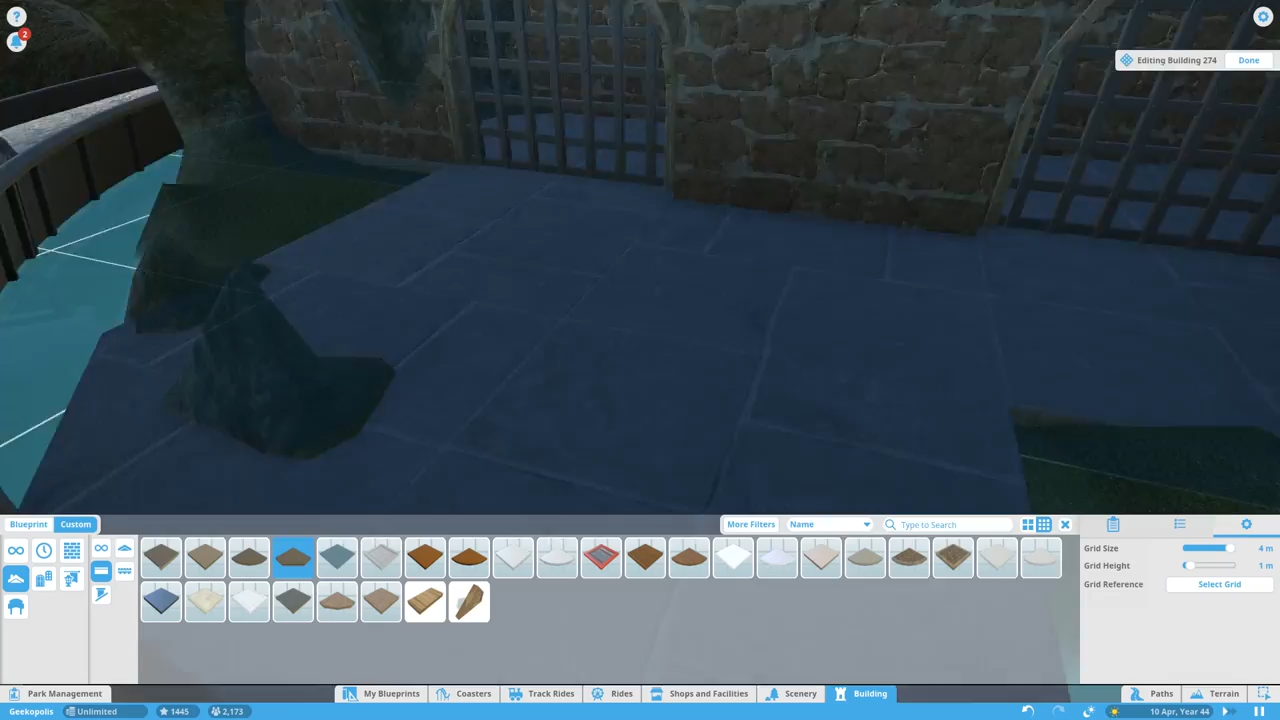 ?
2
Editing Building 274 Done
Blueprint Custom More Filters Name Type to Search
Grid Size 4 m
Grid Height 1 m
Grid Reference Select Grid
Park Management My Blueprints Coasters Track Rides Rides Shops and Facilities Scenery Building Paths Terrain
Geekopolis Unlimited 1445 2,173 10 Apr, Year 44